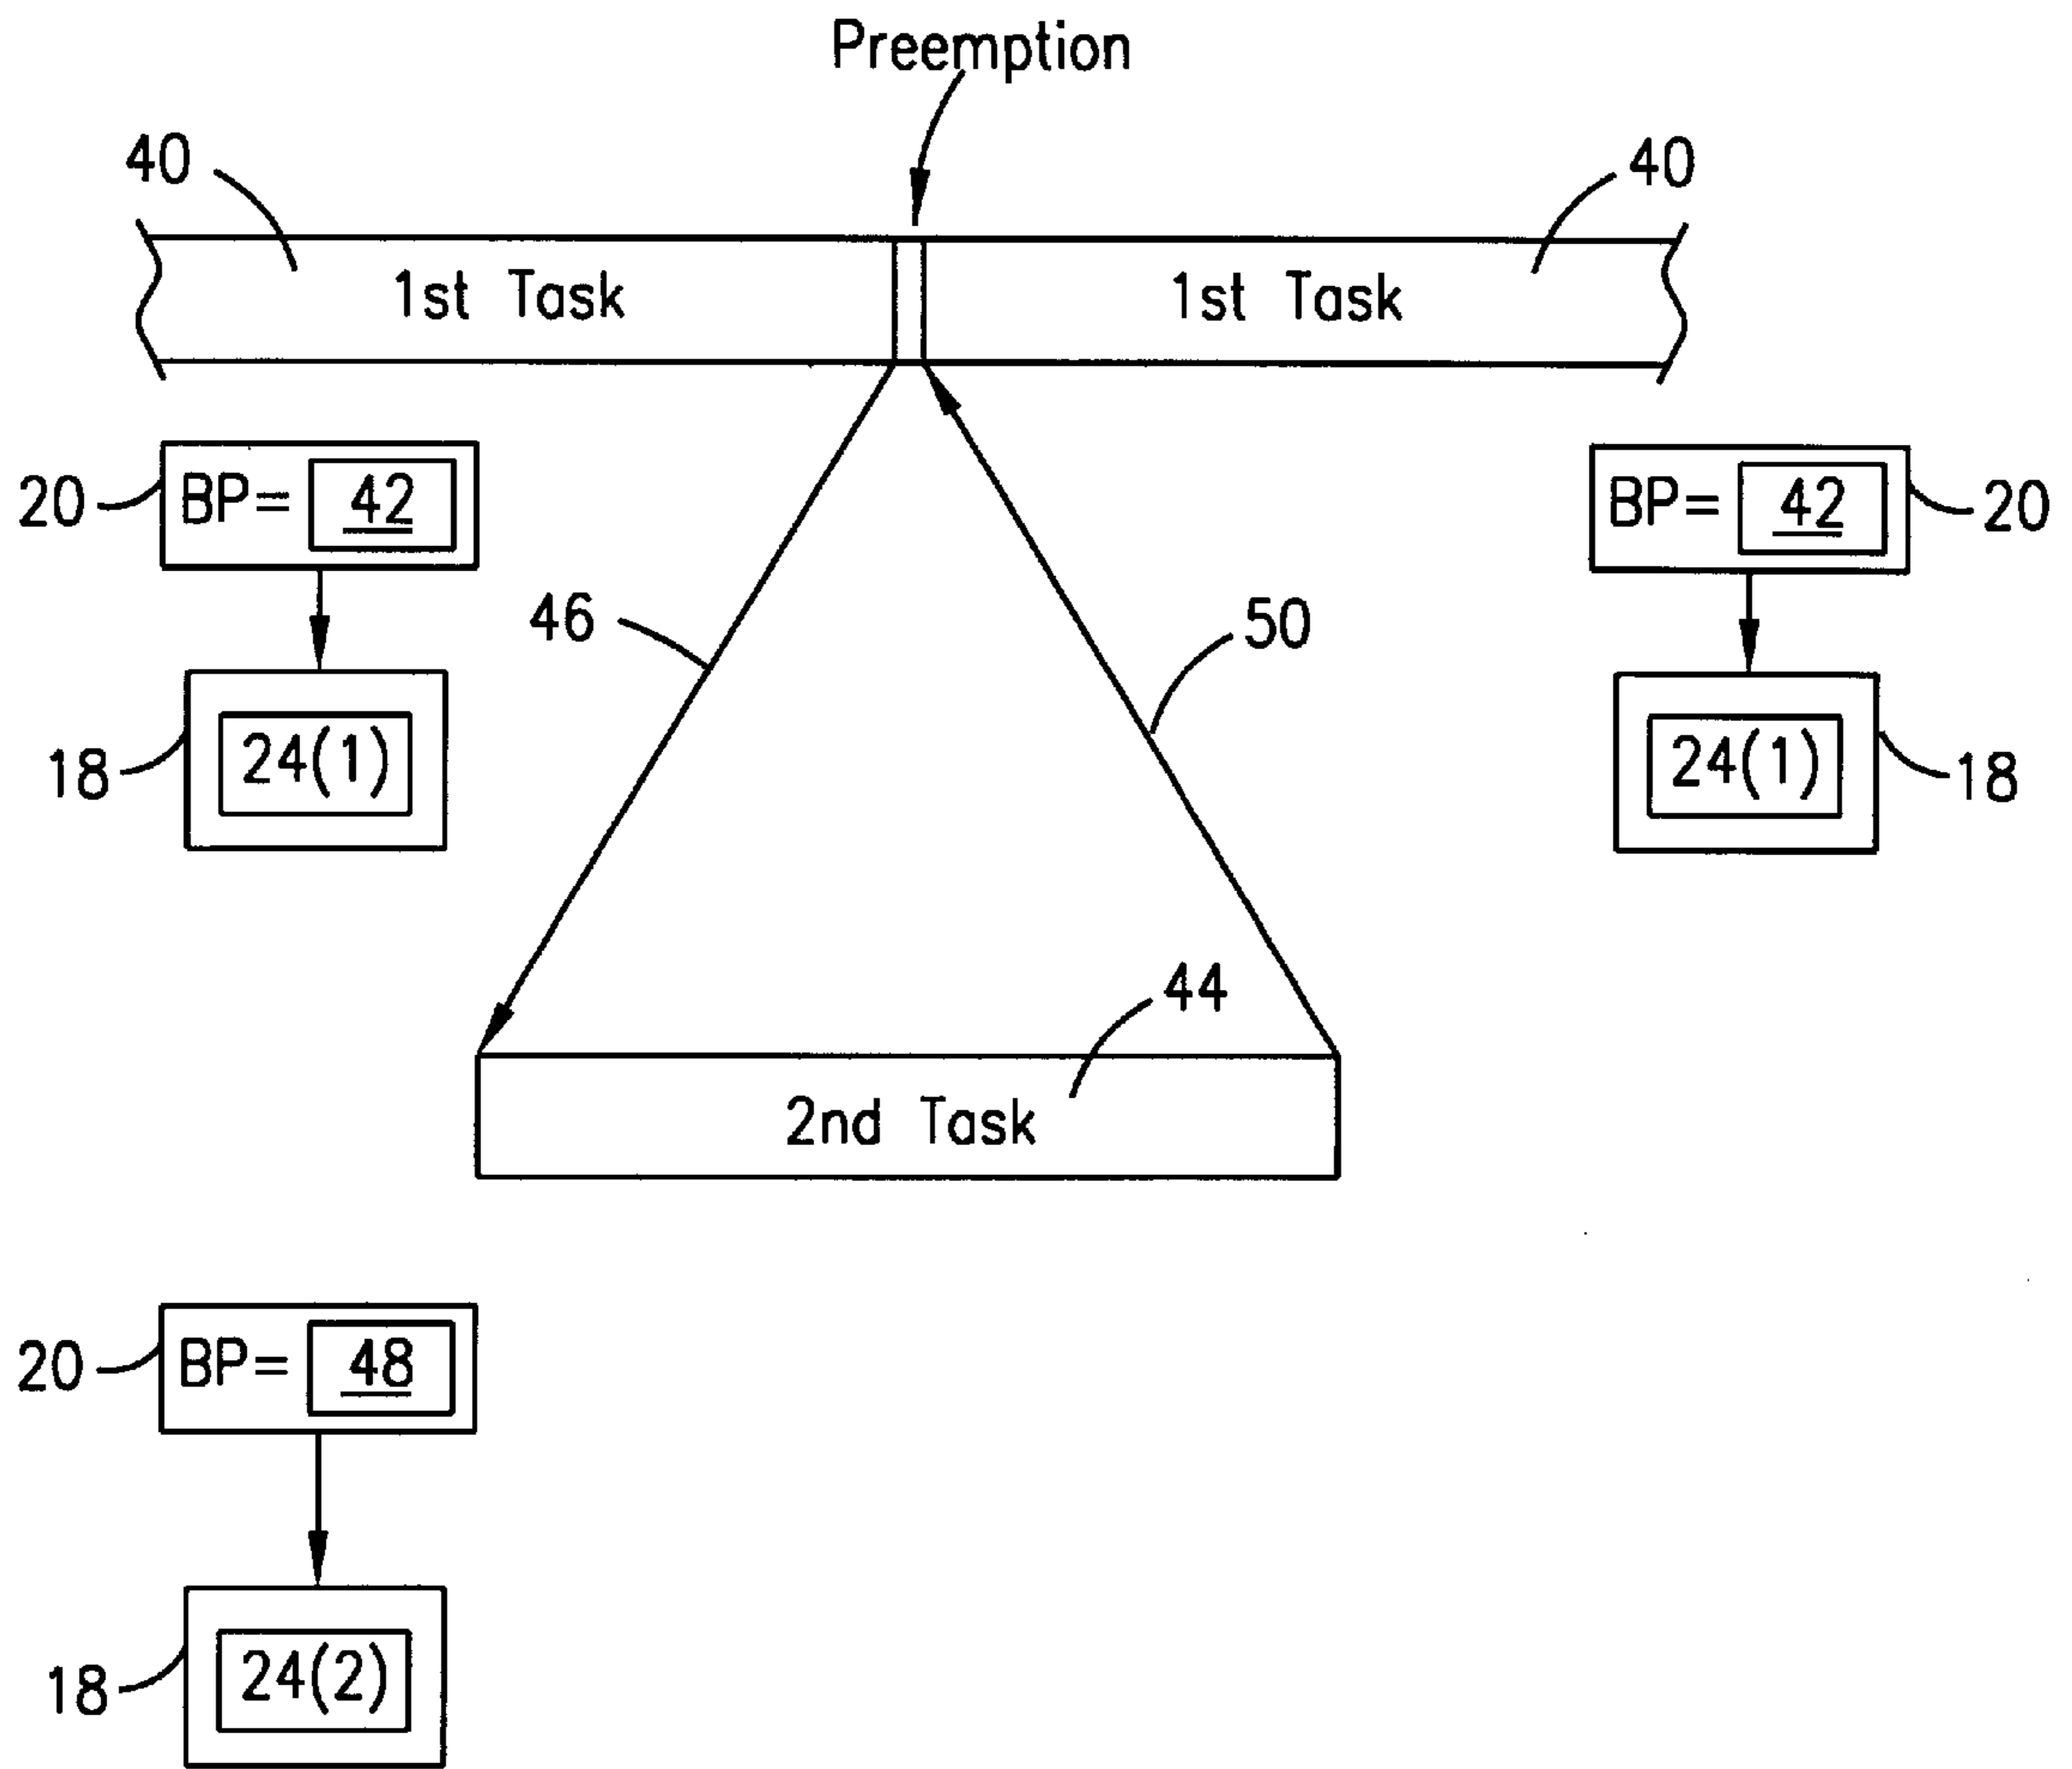 Preemption
40
40
1st Task
1st Task
20
BP= 42
BP= 42
20
46
50
18
24(1)
24(1)
18
44
2nd Task
20
BP= 48
18
24(2)